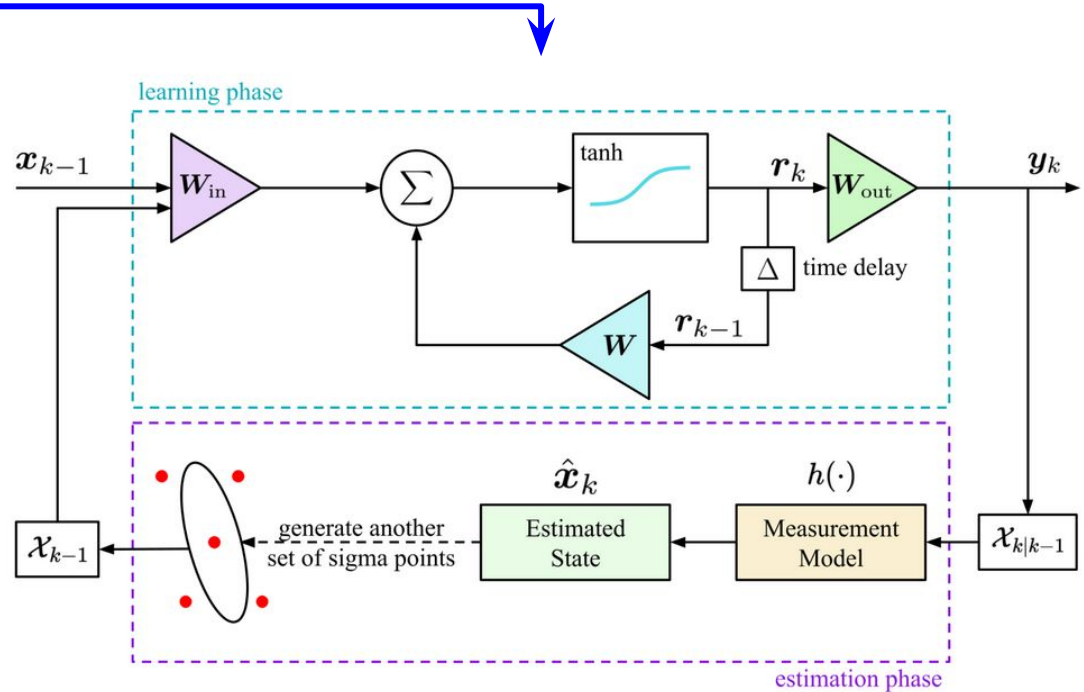 learning phase
x_{k−1}
W_in
Σ
tanh
r_k
W_out
y_k
Δ
time delay
r_{k−1}
W
x̂_k
h(·)
generate another
set of sigma points
Estimated
State
Measurement
Model
𝒳_{k−1}
𝒳_{k|k−1}
estimation phase